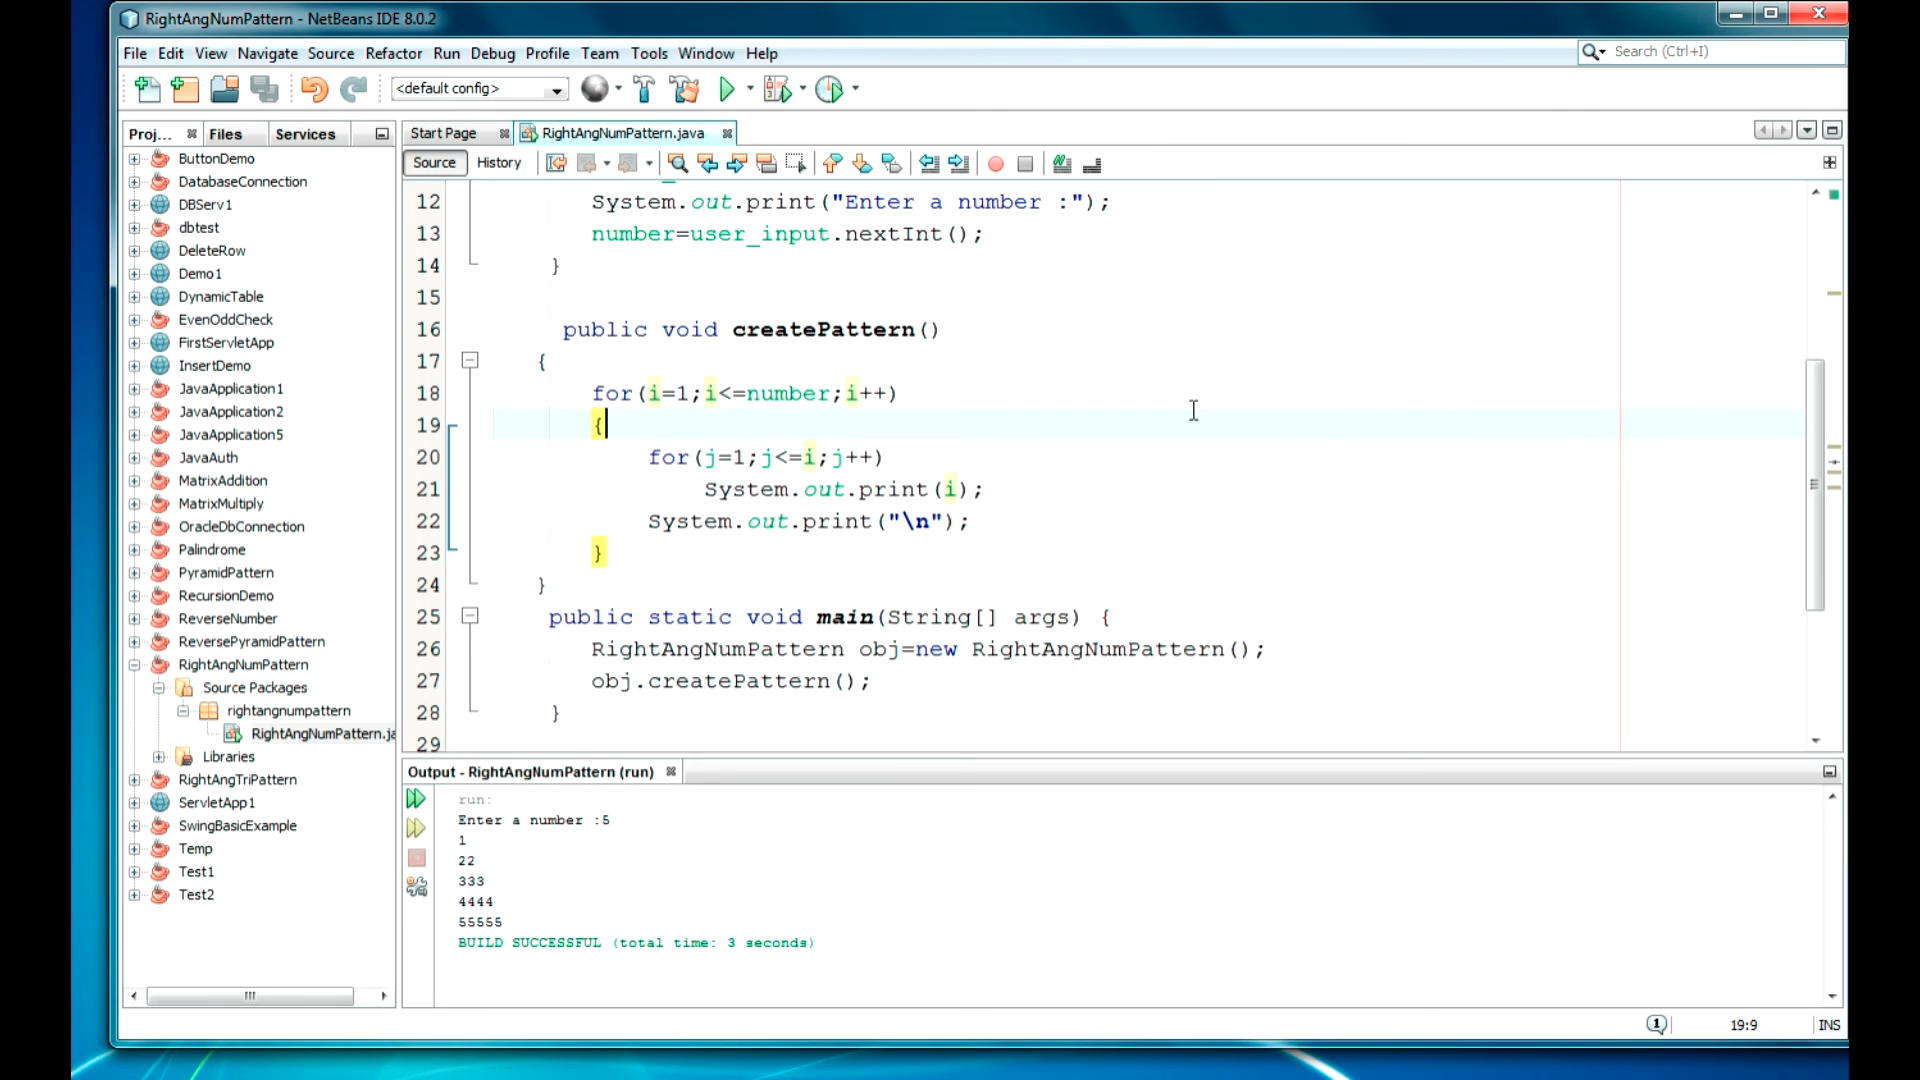 RightAngNumPattern - NetBeans IDE 8.0.2
File Edit View Navigate Source Refactor Run Debug Profile Team Tools Window Help
Search (Ctrl+I)
<default config>
Proj... Files Services
Start Page RightAngNumPattern.java
Source History
ButtonDemo
DatabaseConnection
DBServ1
dbtest
DeleteRow
Demo1
DynamicTable
EvenOddCheck
FirstServletApp
InsertDemo
JavaApplication1
JavaApplication2
JavaApplication5
JavaAuth
MatrixAddition
MatrixMultiply
OracleDbConnection
Palindrome
PyramidPattern
RecursionDemo
ReverseNumber
ReversePyramidPattern
RightAngNumPattern
Source Packages
rightangnumpattern
RightAngNumPattern.ja
Libraries
RightAngTriPattern
ServletApp1
SwingBasicExample
Temp
Test1
Test2
12 System.out.print("Enter a number :");
13 number=user_input.nextInt();
14 }
15
16 public void createPattern()
17 {
18 for(i=1;i<=number;i++)
19 {
20 for(j=1;j<=i;j++)
21 System.out.print(i);
22 System.out.print("\n");
23 }
24 }
25 public static void main(String[] args) {
26 RightAngNumPattern obj=new RightAngNumPattern();
27 obj.createPattern();
28 }
29
Output - RightAngNumPattern (run)
run:
Enter a number :5
1
22
333
4444
55555
BUILD SUCCESSFUL (total time: 3 seconds)
1 19:9 INS